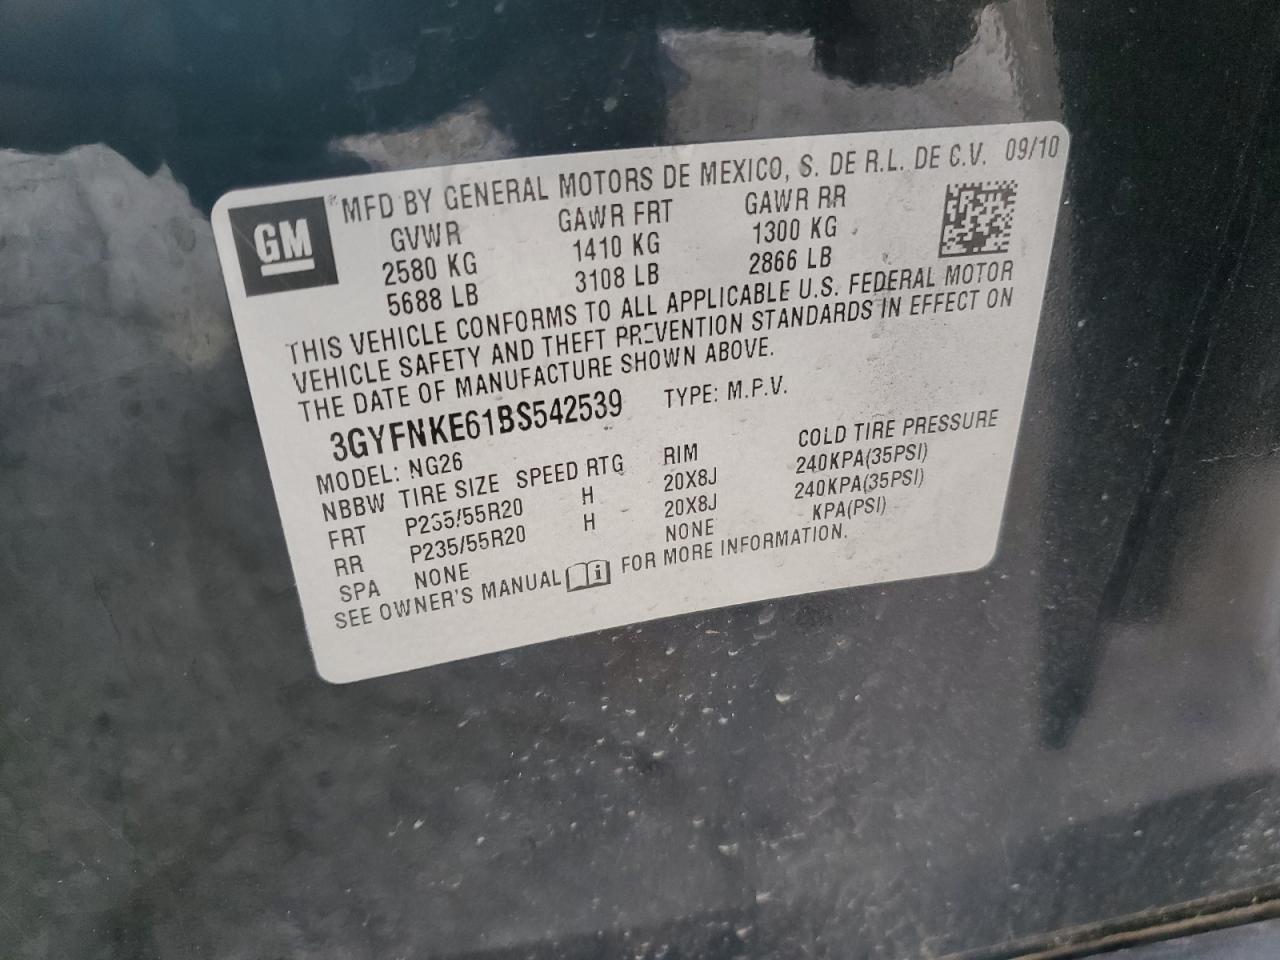 GM
MFD BY GENERAL MOTORS DE MEXICO, S. DE R.L. DE C.V. 09/10
GVWR GAWR FRT GAWR RR
2580 KG 1410 KG 1300 KG
5688 LB 3108 LB 2866 LB
THIS VEHICLE CONFORMS TO ALL APPLICABLE U.S. FEDERAL MOTOR
VEHICLE SAFETY AND THEFT PREVENTION STANDARDS IN EFFECT ON
THE DATE OF MANUFACTURE SHOWN ABOVE.
3GYFNKE61BS542539 TYPE: M.P.V.
MODEL: NG26
NBBW TIRE SIZE SPEED RTG RIM COLD TIRE PRESSURE
FRT P235/55R20 H 20X8J 240KPA(35PSI)
RR P235/55R20 H 20X8J 240KPA(35PSI)
SPA NONE NONE KPA(PSI)
SEE OWNER'S MANUAL FOR MORE INFORMATION.